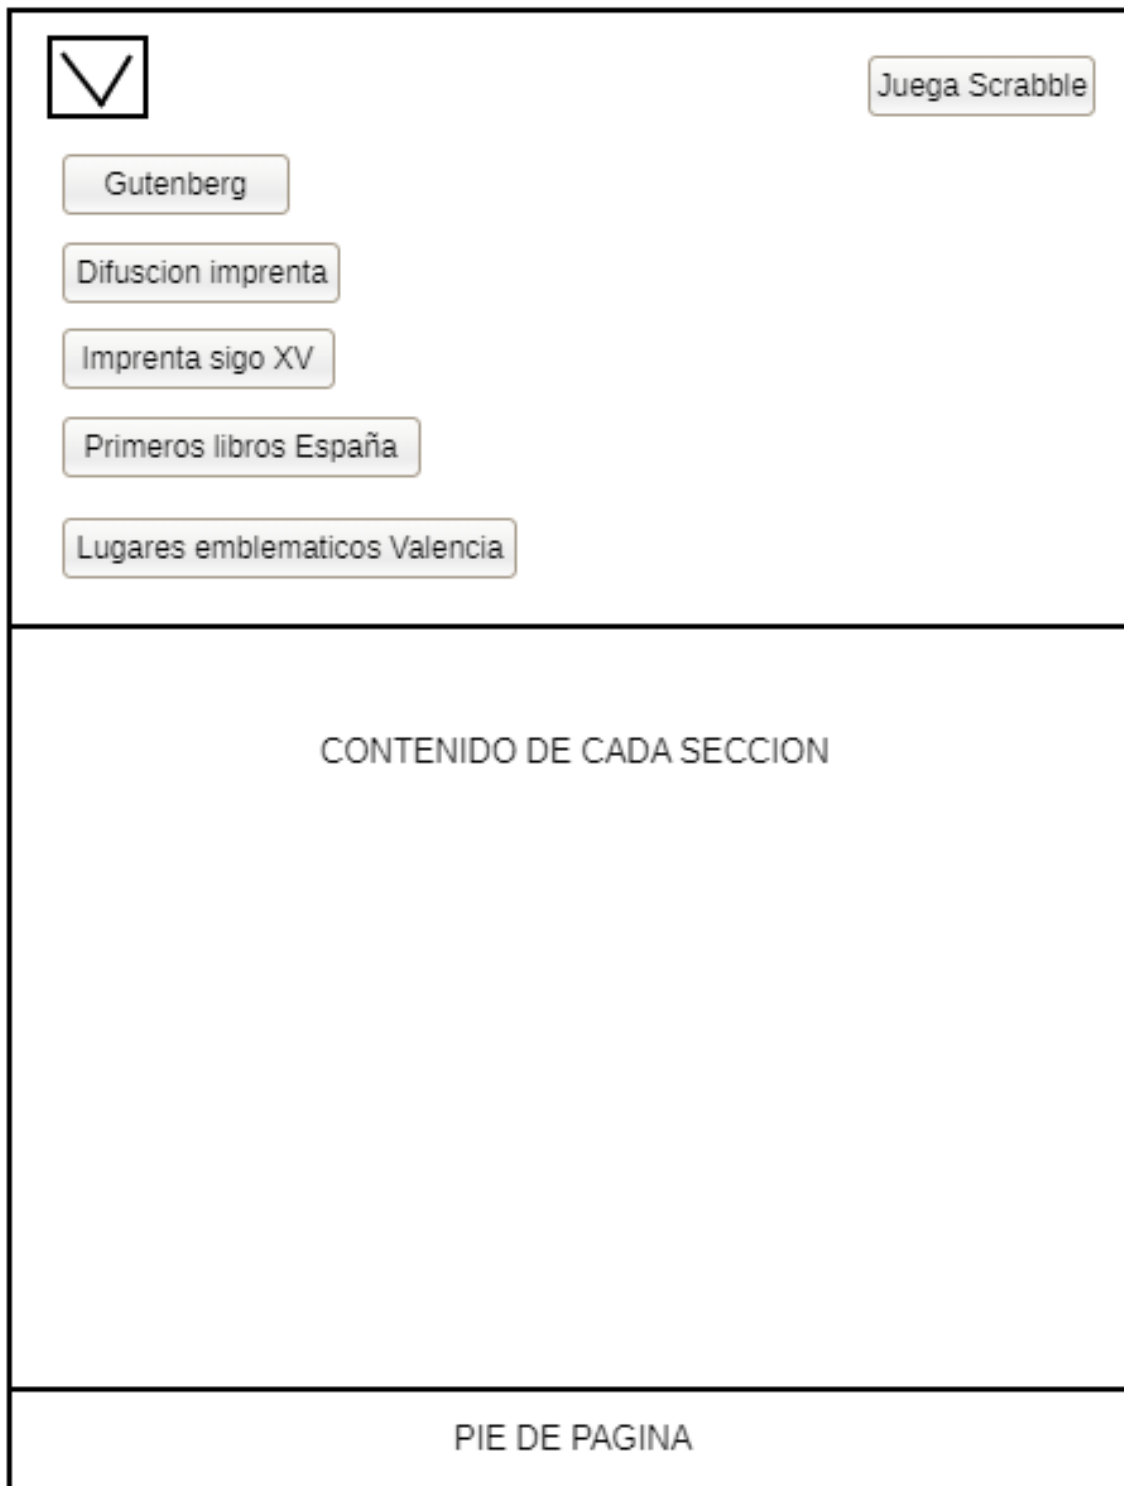 Juega Scrabble
Gutenberg
Difuscion imprenta
Imprenta sigo XV
Primeros libros España
Lugares emblematicos Valencia
CONTENIDO DE CADA SECCION
PIE DE PAGINA